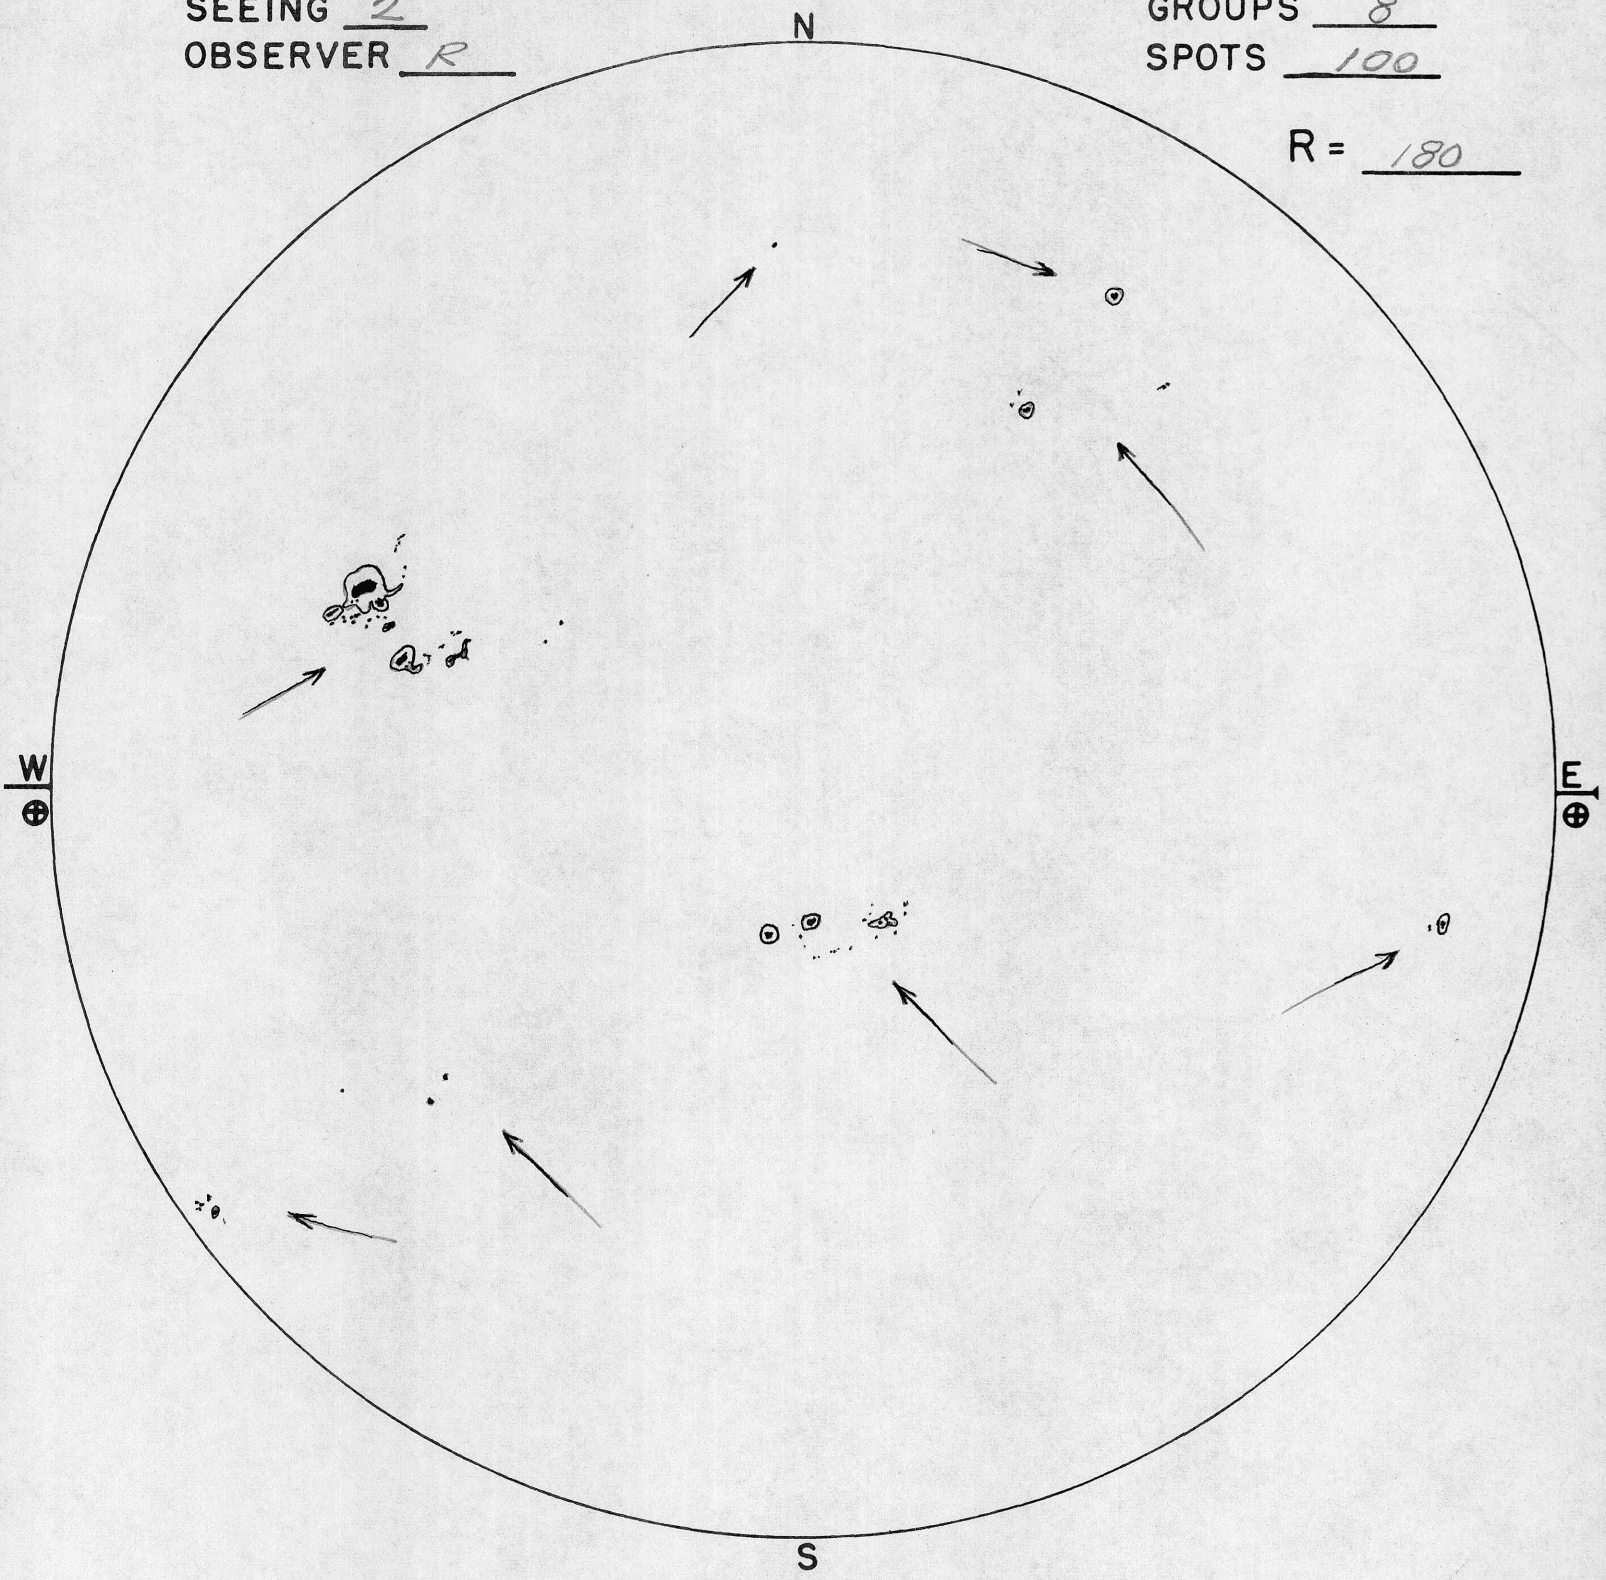 SEEING 2
OBSERVER R
GROUPS 8
SPOTS 100
R = 180
N
W
E
S